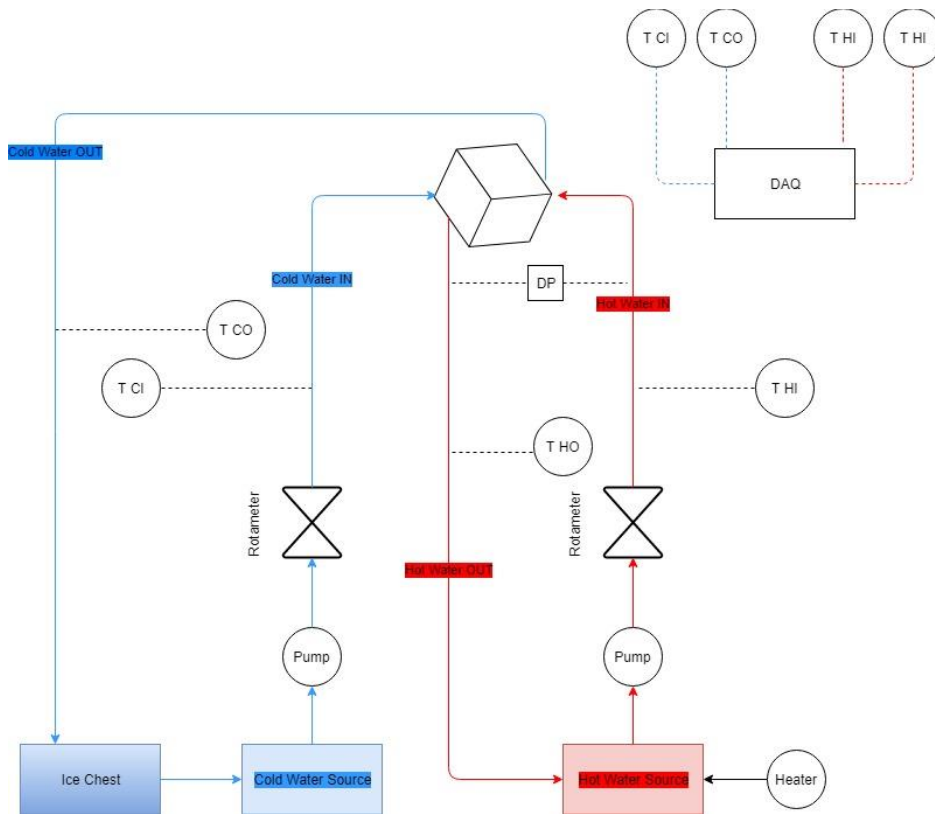 T CI
T CO
T HI
T HI
Cold Water OUT
DAQ
Cold Water IN
DP
Hot Water IN
T CO
T CI
T HI
T HO
Rotameter
Rotameter
Hot Water OUT
Pump
Pump
Ice Chest
Cold Water Source
Hot Water Source
Heater